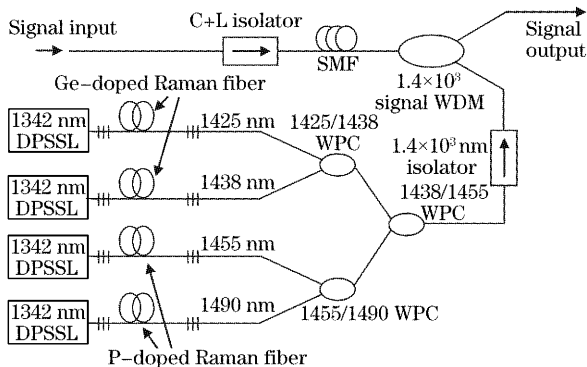 Signal input
C+L isolator
SMF
Signal
output
1.4×10³
signal WDM
Ge-doped Raman fiber
1342 nm
DPSSL
1425 nm
1425/1438
WPC
1.4×10³ nm
isolator
1342 nm
DPSSL
1438 nm
1438/1455
WPC
1342 nm
DPSSL
1455 nm
1342 nm
DPSSL
1490 nm
1455/1490 WPC
P-doped Raman fiber